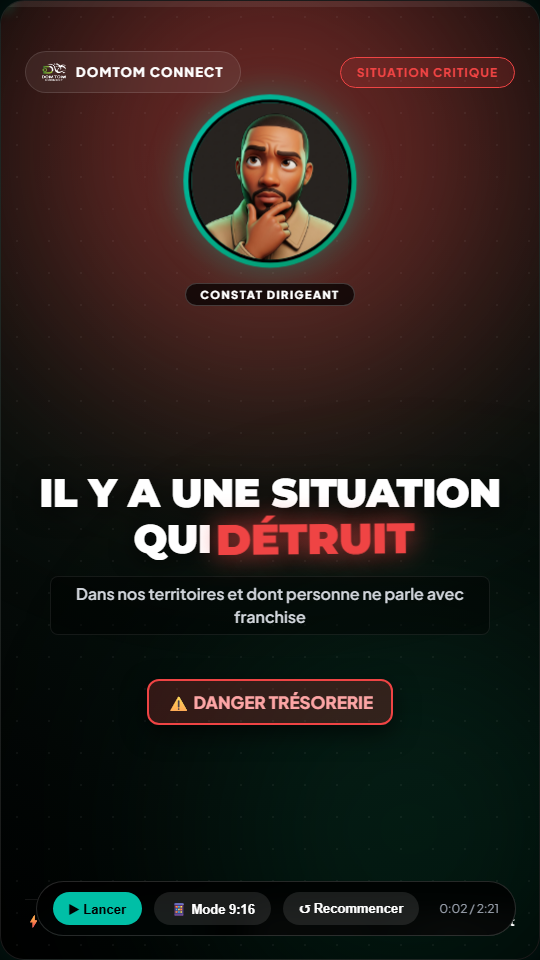 DOMTOM CONNECT
SITUATION CRITIQUE
CONSTAT DIRIGEANT
IL Y A UNE SITUATION
QUI DÉTRUIT
Dans nos territoires et dont personne ne parle avec
franchise
⚠️ DANGER TRÉSORERIE
▶ Lancer
Mode 9:16
↺ Recommencer
0:02 / 2:21